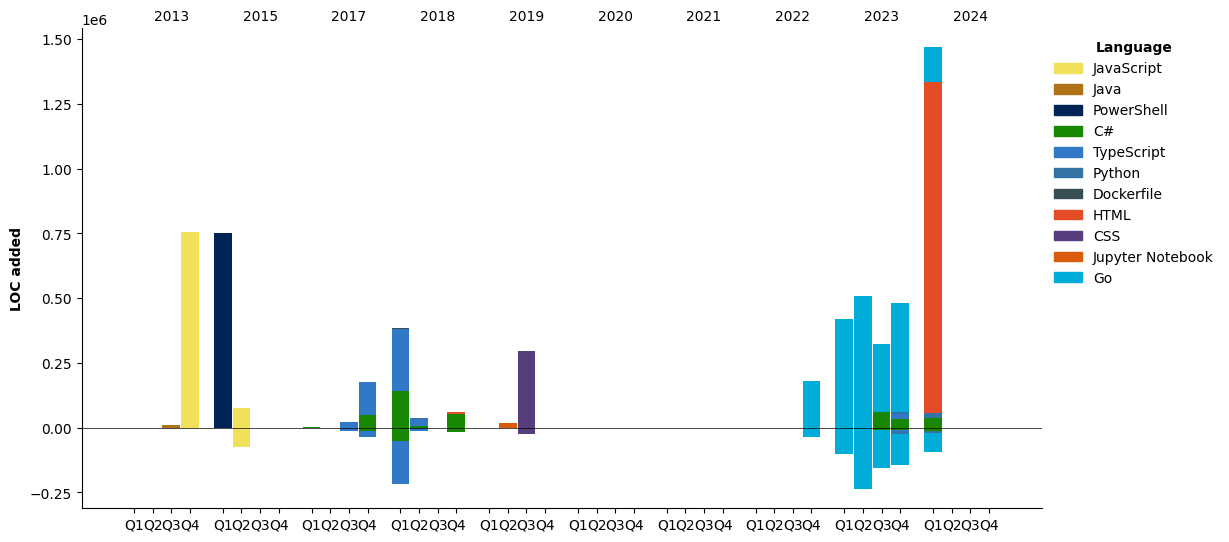 1e6
2013 2015 2017 2018 2019 2020 2021 2022 2023 2024
1.50
1.25
1.00
0.75
0.50
0.25
0.00
−0.25
LOC added
Q1Q2Q3Q4 Q1Q2Q3Q4 Q1Q2Q3Q4 Q1Q2Q3Q4 Q1Q2Q3Q4 Q1Q2Q3Q4 Q1Q2Q3Q4 Q1Q2Q3Q4 Q1Q2Q3Q4 Q1Q2Q3Q4
Language
JavaScript
Java
PowerShell
C#
TypeScript
Python
Dockerfile
HTML
CSS
Jupyter Notebook
Go